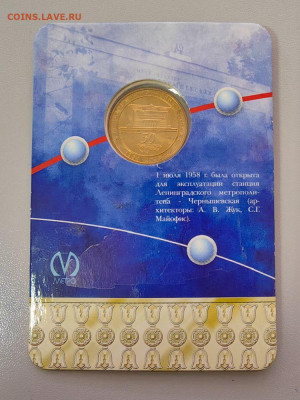 COINS.LAVE.RU
50
1 июля 1958 г. была открыта
для эксплуатации станция
Ленинградского метрополи-
тена - Чернышевская (ар-
хитекторы: А. В. Жук, С.Г.
Майофис).
М
МЕТРО